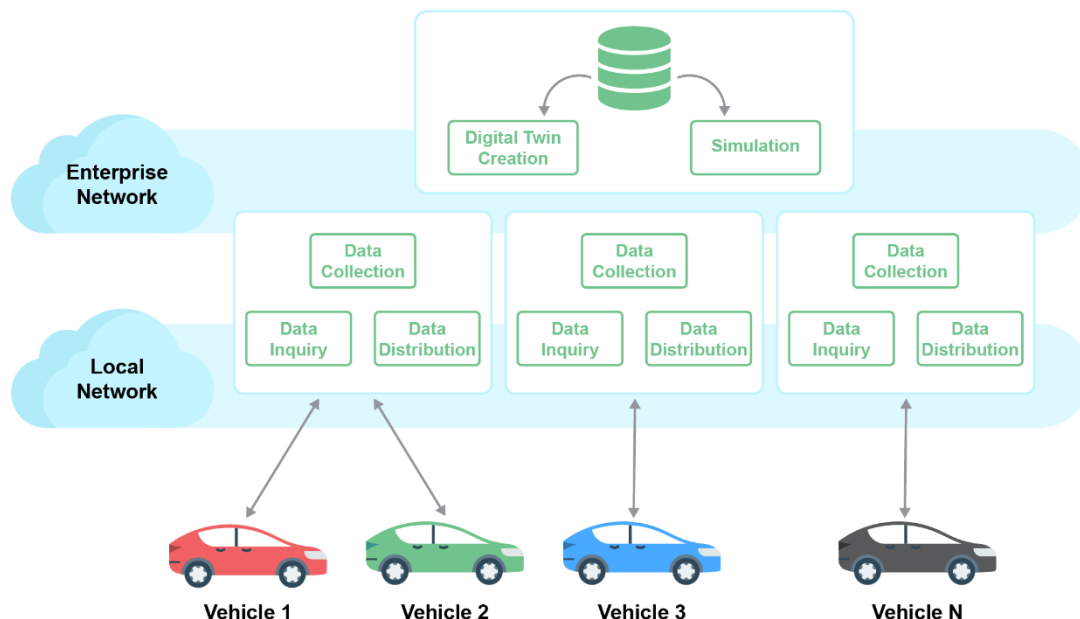 Digital Twin
Creation
Simulation
Enterprise
Network
Data
Collection
Data
Collection
Data
Collection
Data
Inquiry
Data
Distribution
Data
Inquiry
Data
Distribution
Data
Inquiry
Data
Distribution
Local
Network
Vehicle 1
Vehicle 2
Vehicle 3
Vehicle N